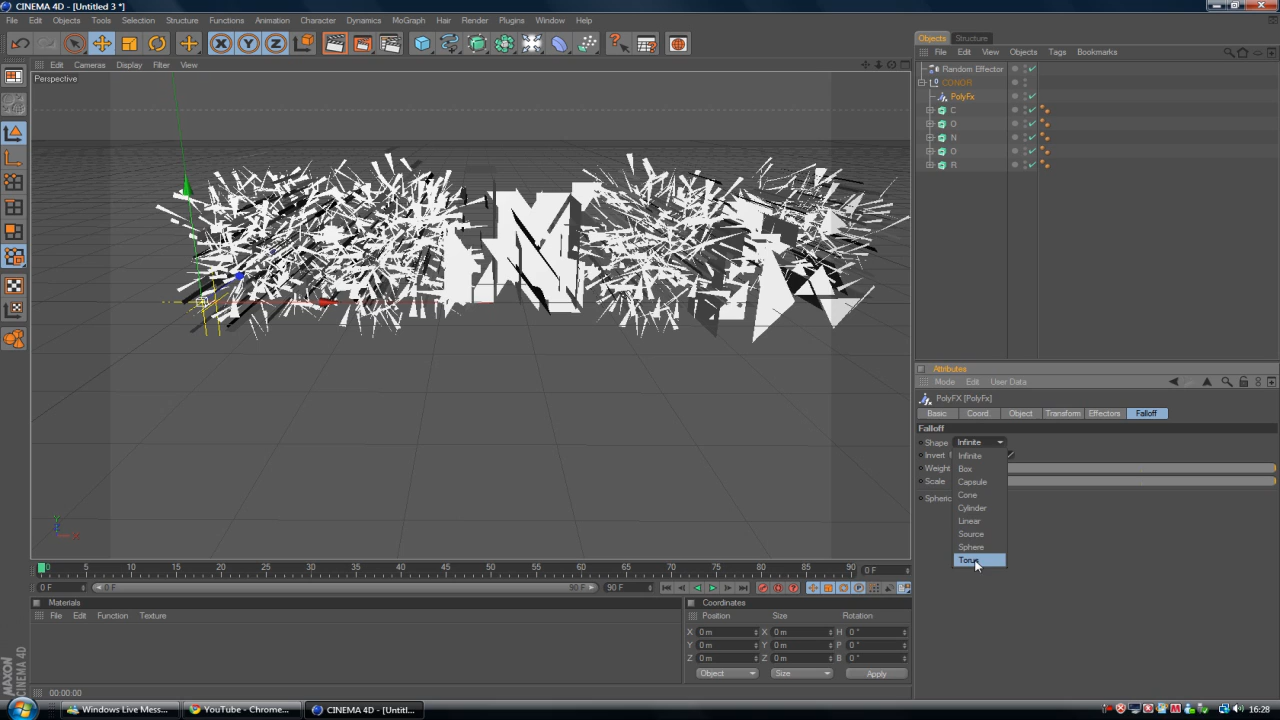 CINEMA 4D - [Untitled 3 *]
File Edit Objects Tools Selection Structure Functions Animation Character Dynamics MoGraph Hair Render Plugins Window Help
X Y Z
Objects Structure
File Edit View Objects Tags Bookmarks
Edit Cameras Display Filter View
Perspective
Random Effector
CONOR
PolyFx
C
O
N
O
R
Y
X
Attributes
Mode Edit User Data
PolyFX [PolyFx]
Basic Coord. Object Transform Effectors Falloff
Falloff
Shape Infinite
Invert
Weight
Scale
Spheric
Infinite
Box
Capsule
Cone
Cylinder
Linear
Source
Sphere
Torus
0 5 10 15 20 25 30 35 40 45 50 55 60 65 70 75 80 85 90 0 F
0 F 0 F 90 F 90 F
Materials
File Edit Function Texture
Coordinates
Position Size Rotation
X 0 m X 0 m H 0 °
Y 0 m Y 0 m P 0 °
Z 0 m Z 0 m B 0 °
Object Size Apply
MAXON CINEMA 4D
00:00:00
Windows Live Mess... YouTube - Chrome... CINEMA 4D - [Untitl... 16:28